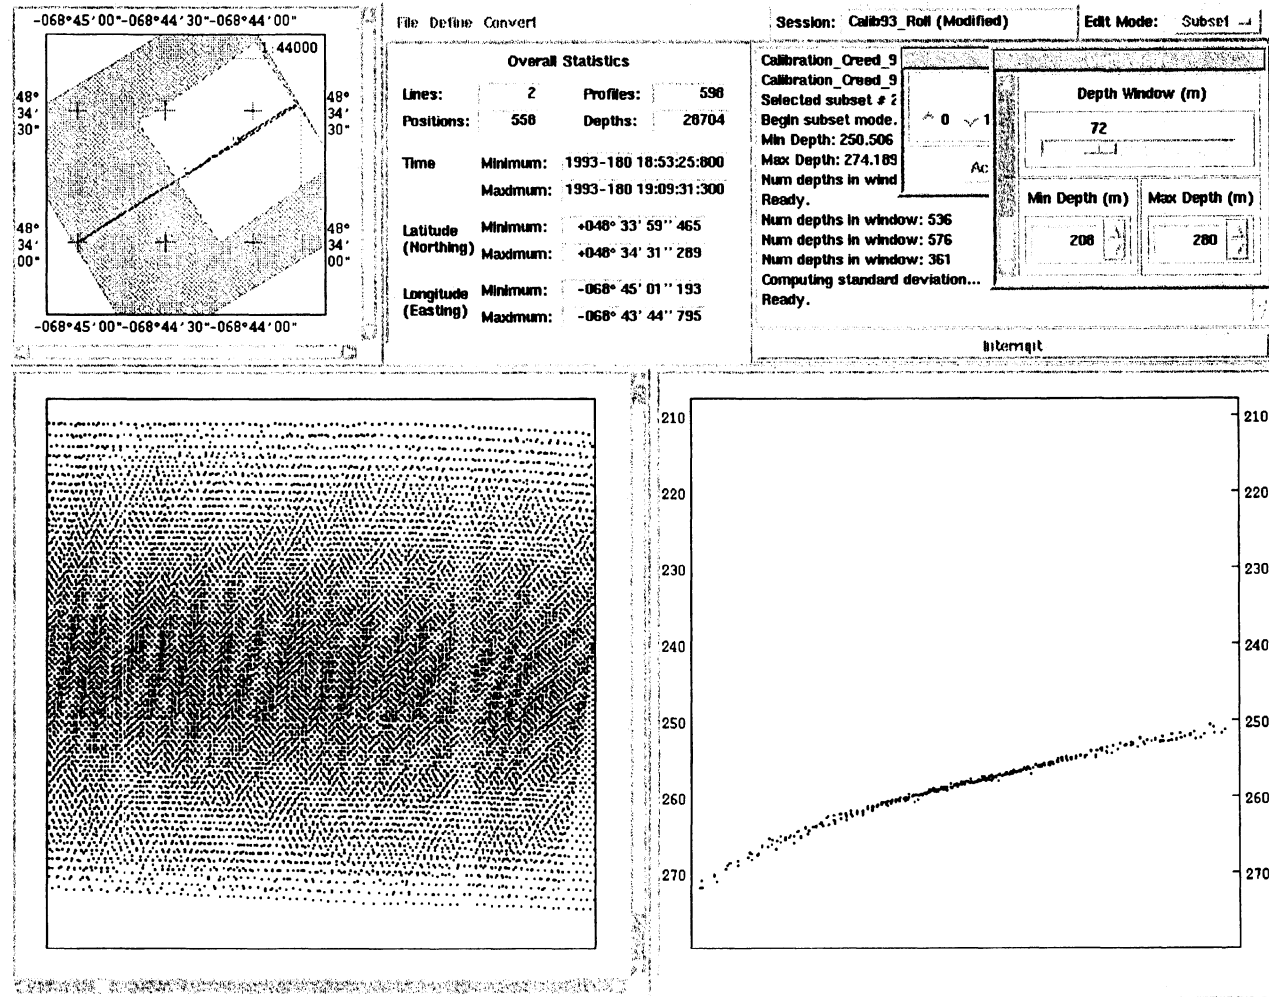 -068°45'00"-068°44'30"-068°44'00"
1:44000
48°
34'
30"
48°
34'
30"
48°
34'
00"
48°
34'
00"
-068°45'00"-068°44'30"-068°44'00"
File Define Convert
Session: Calib93_Roll (Modified)
Edit Mode: Subset
Overall Statistics
Lines: 2 Profiles: 598
Positions: 558 Depths: 28704
Time Minimum: 1993-180 18:53:25:800
Maximum: 1993-180 19:09:31:300
Latitude (Northing) Minimum: +048° 33' 59'' 465
Maximum: +048° 34' 31'' 289
Longitude (Easting) Minimum: -068° 45' 01'' 193
Maximum: -068° 43' 44'' 795
Calibration_Creed_9
Calibration_Creed_9
Selected subset # 2
Begin subset mode.
Min Depth: 250.506
Max Depth: 274.189
Num depths in wind
Ready.
Num depths in window: 536
Num depths in window: 576
Num depths in window: 361
Computing standard deviation...
Ready.
0 1
Ac
Depth Window (m)
72
Min Depth (m) Max Depth (m)
208 280
Interrupt
210 210
220 220
230 230
240 240
250 250
260 260
270 270